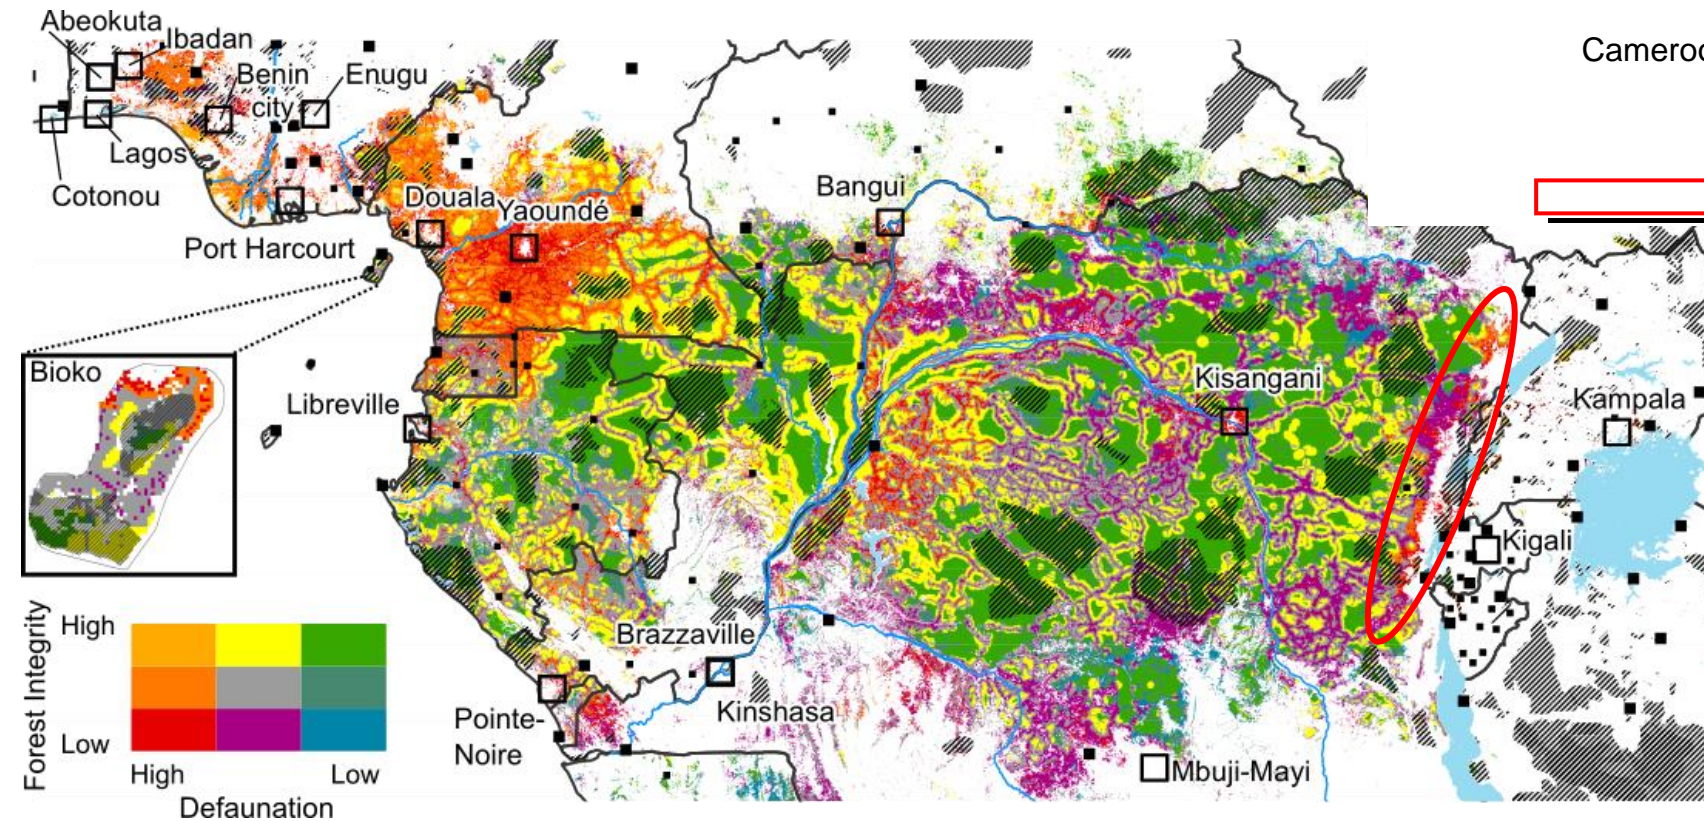 Abeokuta
Ibadan
Benin
city
Enugu
Lagos
Cotonou
Port Harcourt
Douala
Yaoundé
Bangui
Bioko
Libreville
Kisangani
Kampala
Kigali
Brazzaville
Kinshasa
Pointe-
Noire
Mbuji-Mayi
Forest Integrity
High
Low
High
Low
Defaunation